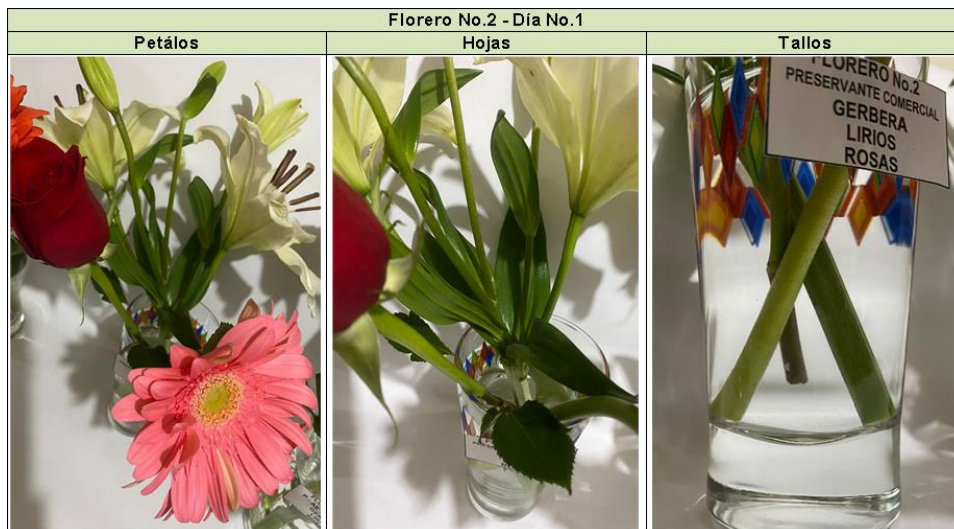 Florero No.2 - Día No.1
Petálos
Hojas
Tallos
FLORERO No.2
PRESERVANTE COMERCIAL
GERBERA
LIRIOS
ROSAS